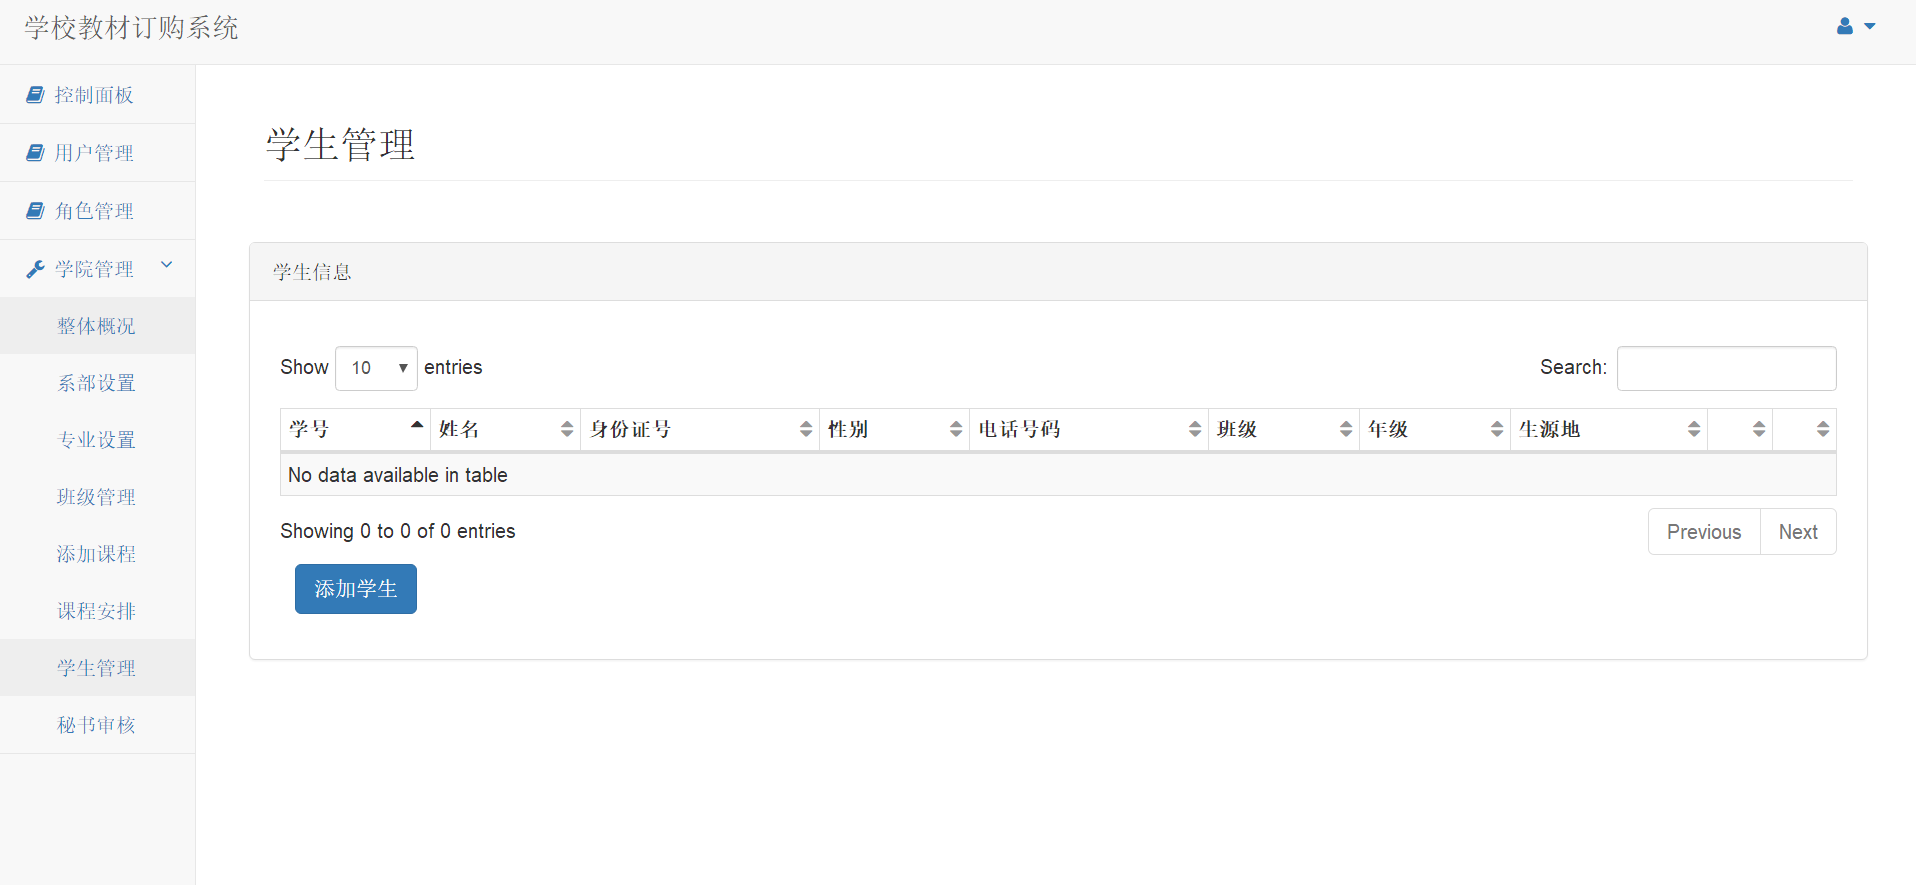 学校教材订购系统
控制面板
用户管理
角色管理
学院管理
整体概况
系部设置
专业设置
班级管理
添加课程
课程安排
学生管理
秘书审核
学生管理
学生信息
Show 10 entries
Search:
学号 姓名 身份证号 性别 电话号码 班级 年级 生源地
No data available in table
Showing 0 to 0 of 0 entries
Previous Next
添加学生